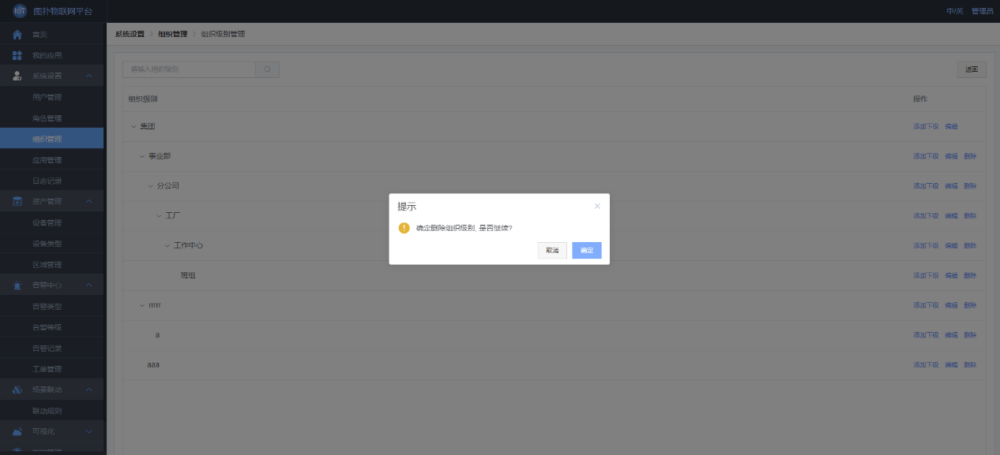 IoT 图扑物联网平台
中/英 管理员
首页
我的应用
系统设置
用户管理
角色管理
组织管理
应用管理
日志记录
资产管理
设备管理
设备类型
区域管理
告警中心
告警类型
告警等级
告警记录
工单管理
场景联动
联动规则
可视化
系统设置 > 组织管理 > 组织级别管理
请输入组织级别
返回
组织级别 操作
集团 添加下级 编辑
事业部 添加下级 编辑 删除
分公司 添加下级 编辑 删除
工厂 添加下级 编辑 删除
工作中心 添加下级 编辑 删除
班组 添加下级 编辑 删除
rrrrr 添加下级 编辑 删除
a 添加下级 编辑 删除
aaa 添加下级 编辑 删除
提示
确定删除组织级别, 是否继续?
取消 确定